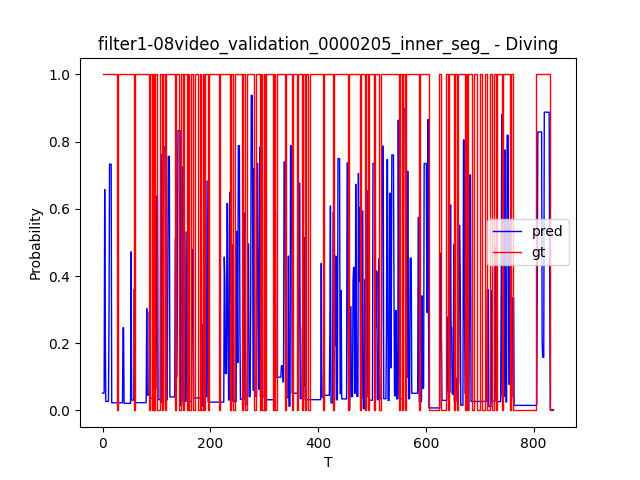 filter1-08video_validation_0000205_inner_seg_ - Diving
1.0
0.8
0.6
0.4
0.2
0.0
Probability
pred
gt
0
200
400
600
800
T